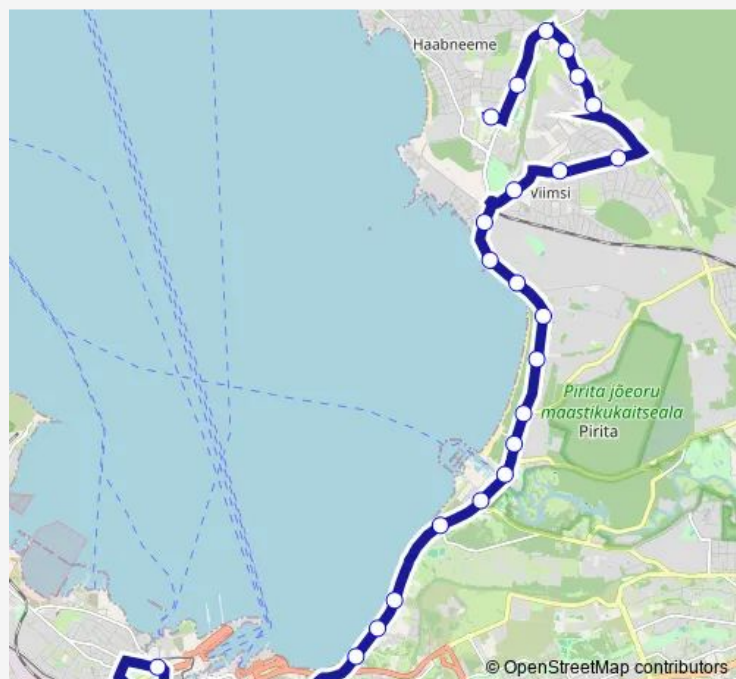 Haabneeme
Viimsi
Pirita jõeoru
maastikukaitseala
Pirita
© OpenStreetMap contributors